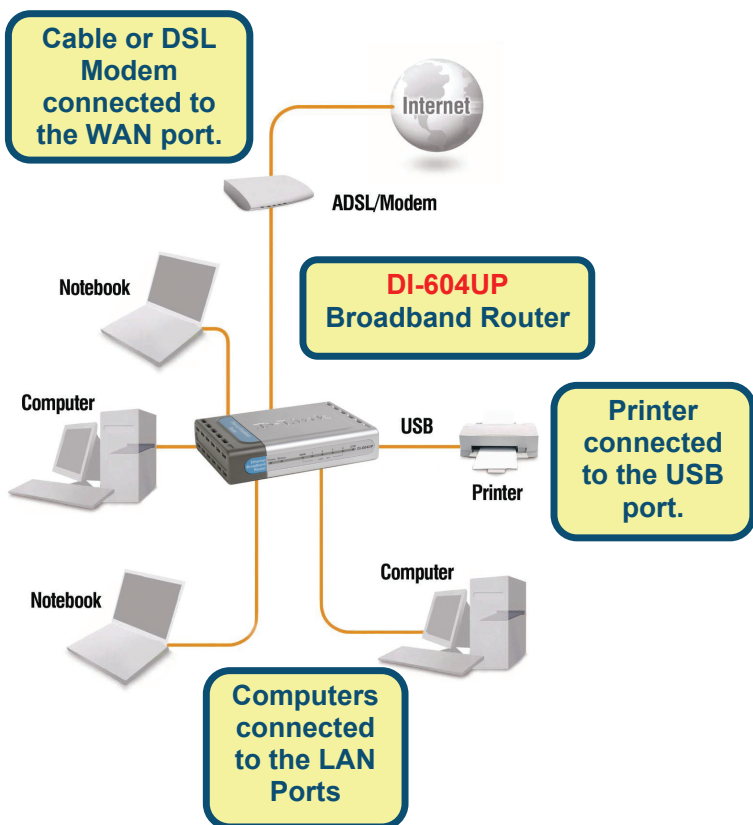 Cable or DSL
Modem
connected to
the WAN port.
Internet
ADSL/Modem
DI-604UP
Broadband Router
Notebook
Computer
USB
Printer
Printer
connected
to the USB
port.
Notebook
Computer
Computers
connected
to the LAN
Ports